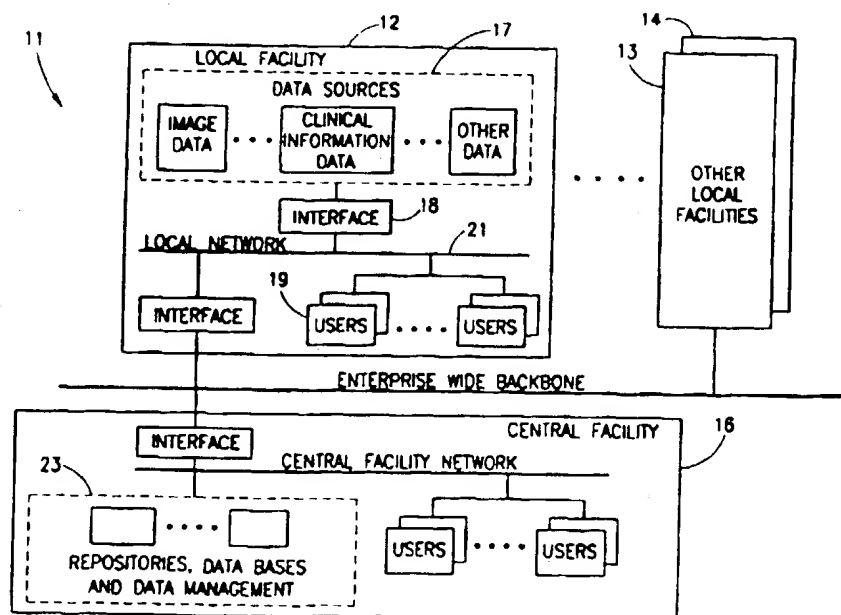 11
12
17
14
13
LOCAL FACILITY
DATA SOURCES
IMAGE
DATA
CLINICAL
INFORMATION
DATA
OTHER
DATA
OTHER
LOCAL
FACILITIES
INTERFACE
18
LOCAL NETWORK
21
19
INTERFACE
USERS
USERS
ENTERPRISE WIDE BACKBONE
CENTRAL FACILITY
16
INTERFACE
CENTRAL FACILITY NETWORK
23
REPOSITORIES, DATA BASES
AND DATA MANAGEMENT
USERS
USERS